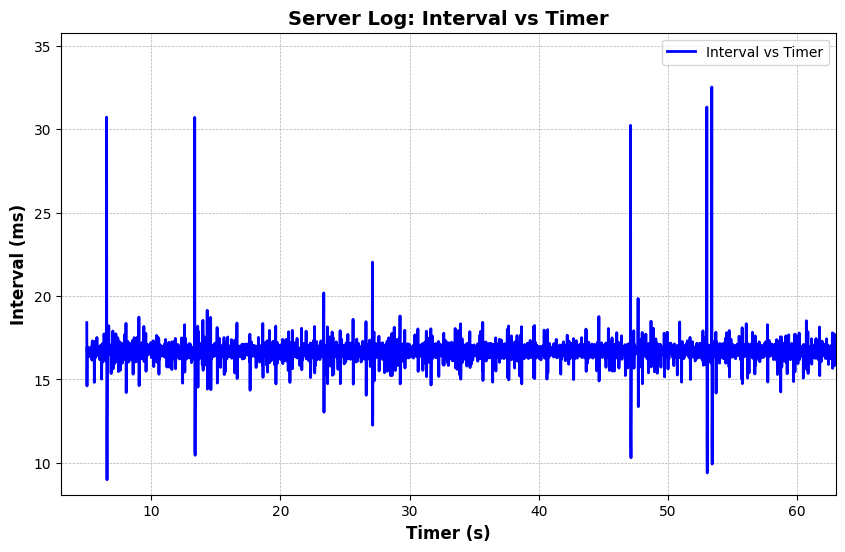 Server Log: Interval vs Timer
Interval vs Timer
35
30
25
20
15
10
Interval (ms)
10 20 30 40 50 60
Timer (s)